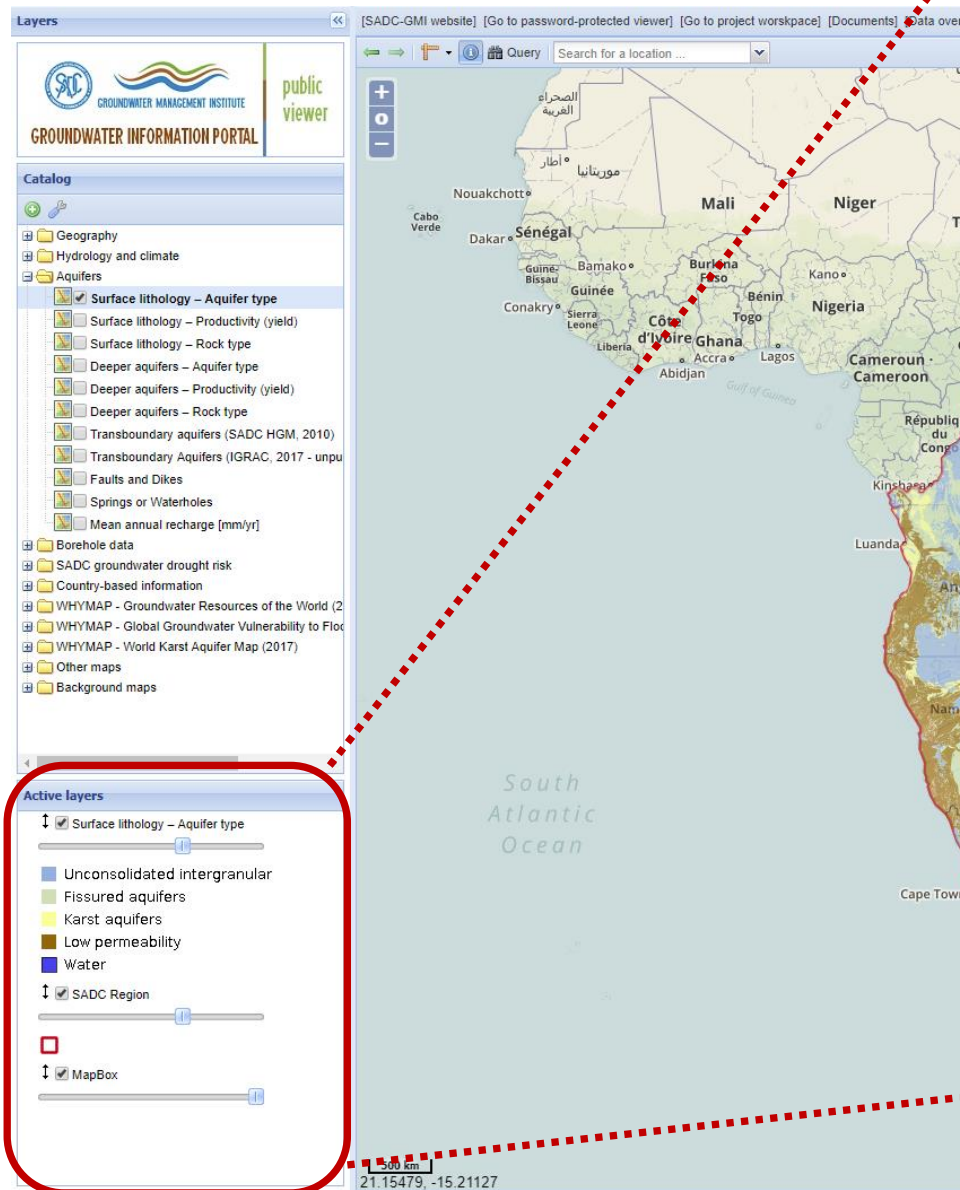 Layers
[SADC-GMI website] [Go to password-protected viewer] [Go to project worskpace] [Documents] [Data over
Query
Search for a location ...
SADC
GROUNDWATER MANAGEMENT INSTITUTE
GROUNDWATER INFORMATION PORTAL
public
viewer
Catalog
Geography
Hydrology and climate
Aquifers
Surface lithology – Aquifer type
Surface lithology – Productivity (yield)
Surface lithology – Rock type
Deeper aquifers – Aquifer type
Deeper aquifers – Productivity (yield)
Deeper aquifers – Rock type
Transboundary aquifers (SADC HGM, 2010)
Transboundary Aquifers (IGRAC, 2017 - unpu
Faults and Dikes
Springs or Waterholes
Mean annual recharge [mm/yr]
Borehole data
SADC groundwater drought risk
Country-based information
WHYMAP - Groundwater Resources of the World (2
WHYMAP - Global Groundwater Vulnerability to Floo
WHYMAP - World Karst Aquifer Map (2017)
Other maps
Background maps
Active layers
Surface lithology – Aquifer type
Unconsolidated intergranular
Fissured aquifers
Karst aquifers
Low permeability
Water
SADC Region
MapBox
الصحراء
الغربية
أطار
موريتانيا
Nouakchott
Mali
Niger
Cabo
Verde
Dakar
Sénégal
Guiné-
Bissau
Bamako
Burkina
Faso
Kano
Guinée
Bénin
Nigeria
Conakry
Sierra
Leone
Côte
d'Ivoire
Togo
Ghana
Liberia
Accra
Lagos
Abidjan
Cameroun ·
Cameroon
Gulf of Guinea
Républiq
du
Congo
Kinshasa
Luanda
An
Nam
South
Atlantic
Ocean
Cape Town
500 km
21.15479, -15.21127